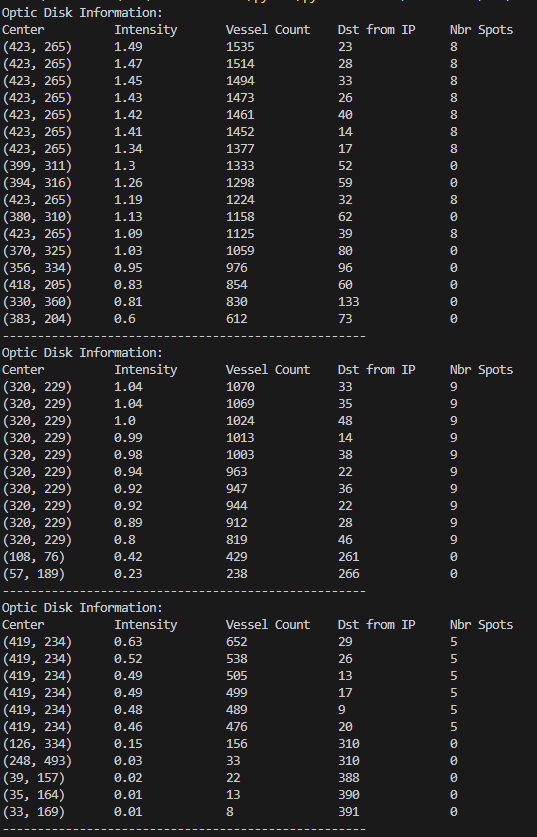 Optic Disk Information:
Center Intensity Vessel Count Dst from IP Nbr Spots
(423, 265) 1.49 1535 23 8
(423, 265) 1.47 1514 28 8
(423, 265) 1.45 1494 33 8
(423, 265) 1.43 1473 26 8
(423, 265) 1.42 1461 40 8
(423, 265) 1.41 1452 14 8
(423, 265) 1.34 1377 17 8
(399, 311) 1.3 1333 52 0
(394, 316) 1.26 1298 59 0
(423, 265) 1.19 1224 32 8
(380, 310) 1.13 1158 62 0
(423, 265) 1.09 1125 39 8
(370, 325) 1.03 1059 80 0
(356, 334) 0.95 976 96 0
(418, 205) 0.83 854 60 0
(330, 360) 0.81 830 133 0
(383, 204) 0.6 612 73 0
----------------------------------------------------
Optic Disk Information:
Center Intensity Vessel Count Dst from IP Nbr Spots
(320, 229) 1.04 1070 33 9
(320, 229) 1.04 1069 35 9
(320, 229) 1.0 1024 48 9
(320, 229) 0.99 1013 14 9
(320, 229) 0.98 1003 38 9
(320, 229) 0.94 963 22 9
(320, 229) 0.92 947 36 9
(320, 229) 0.92 944 22 9
(320, 229) 0.89 912 28 9
(320, 229) 0.8 819 46 9
(108, 76) 0.42 429 261 0
(57, 189) 0.23 238 266 0
----------------------------------------------------
Optic Disk Information:
Center Intensity Vessel Count Dst from IP Nbr Spots
(419, 234) 0.63 652 29 5
(419, 234) 0.52 538 26 5
(419, 234) 0.49 505 13 5
(419, 234) 0.49 499 17 5
(419, 234) 0.48 489 9 5
(419, 234) 0.46 476 20 5
(126, 334) 0.15 156 310 0
(248, 493) 0.03 33 310 0
(39, 157) 0.02 22 388 0
(35, 164) 0.01 13 390 0
(33, 169) 0.01 8 391 0
----------------------------------------------------